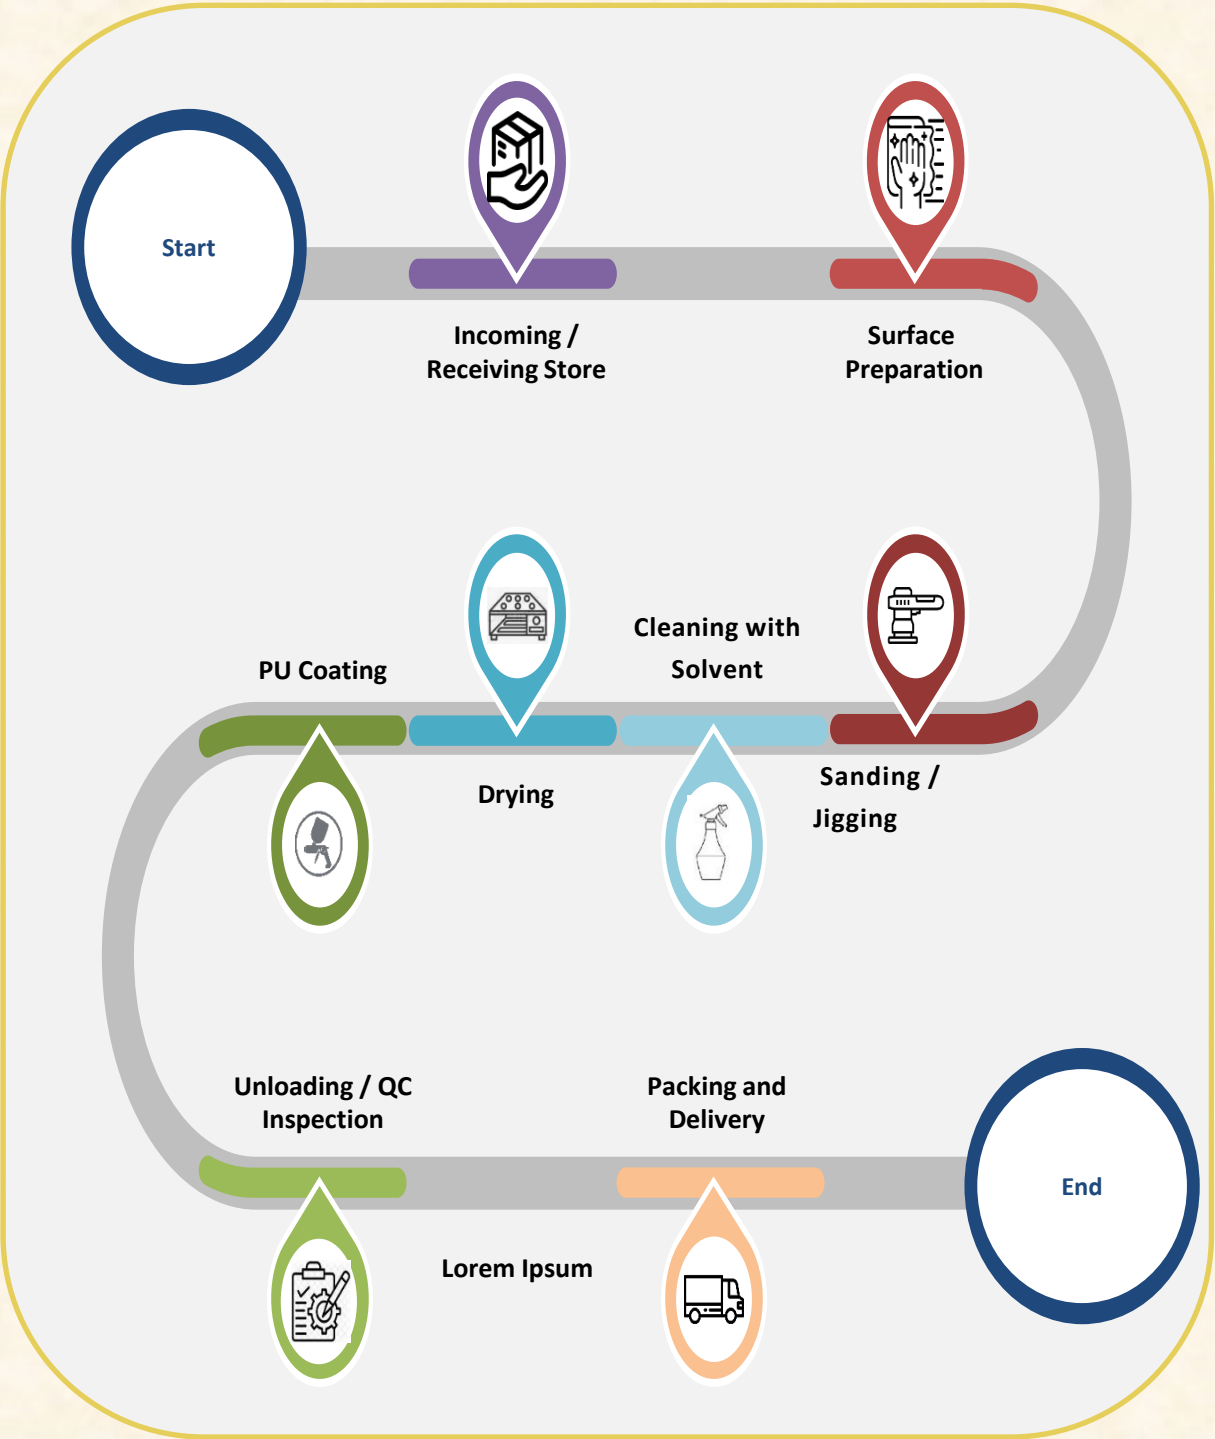 Start
Incoming /
Receiving Store
Surface
Preparation
Cleaning with
Solvent
PU Coating
Drying
Sanding /
Jigging
Unloading / QC
Inspection
Packing and
Delivery
End
Lorem Ipsum